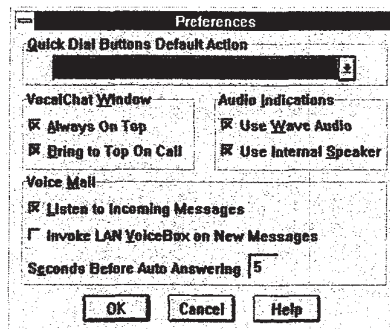 Preferences
Quick Dial Buttons Default Action
VocalChat Window
Always On Top
Bring to Top On Call
Audio Indications
Use Wave Audio
Use Internal Speaker
Voice Mail
Listen to Incoming Messages
Invoke LAN VoiceBox on New Messages
Seconds Before Auto Answering 5
OK Cancel Help